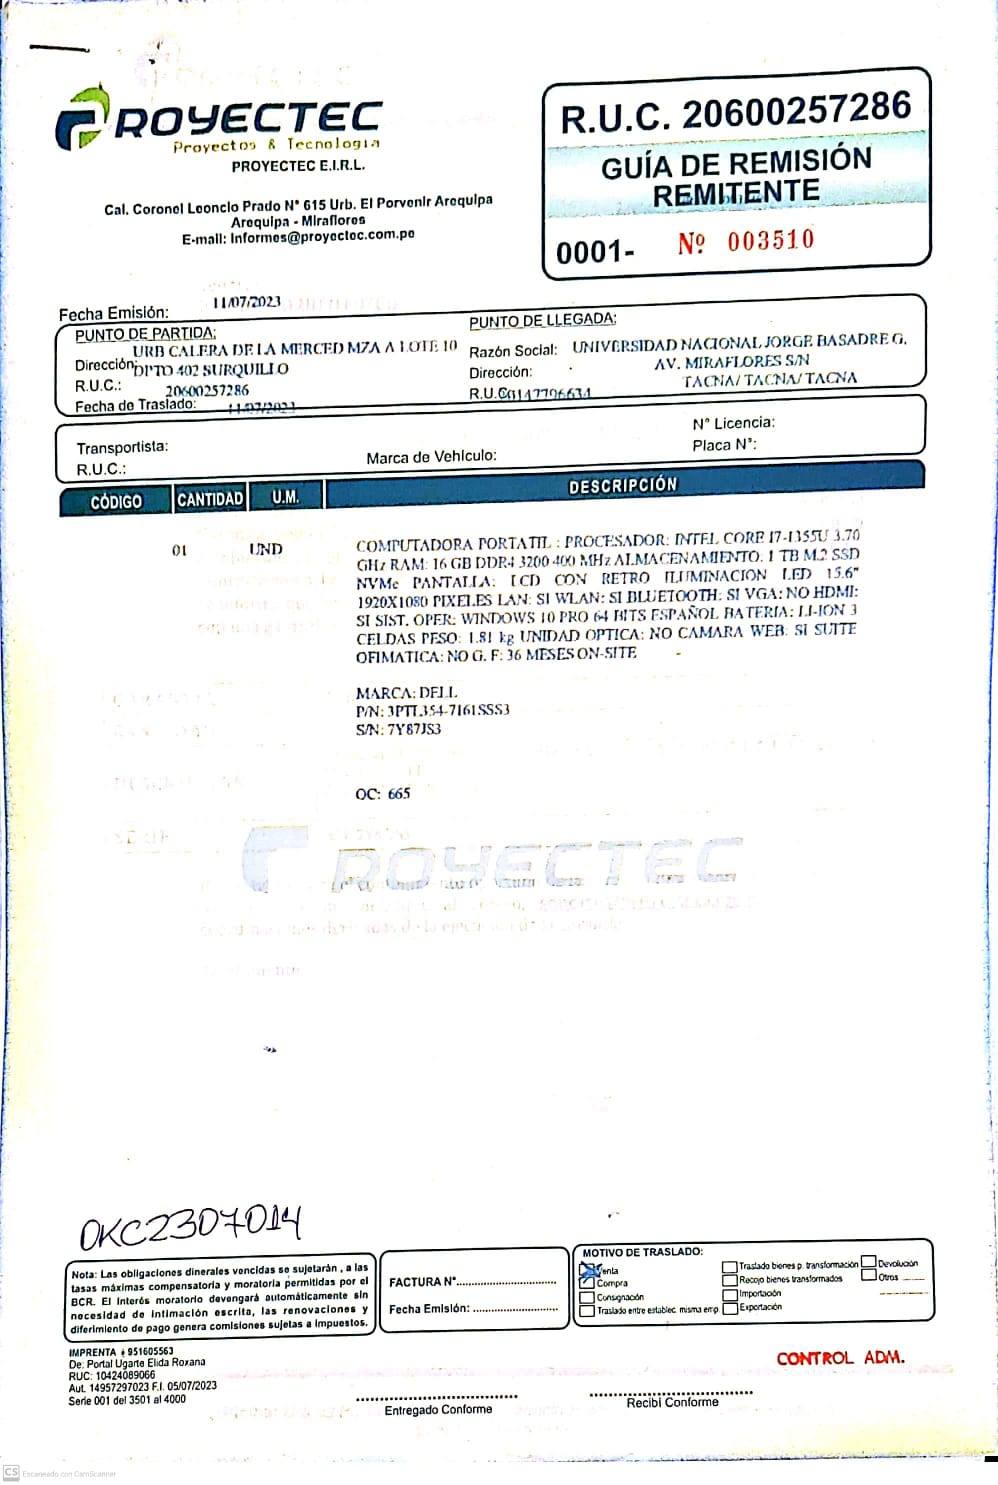 PROYECTEC
Proyectos & Tecnología
PROYECTEC E.I.R.L.
Cal. Coronel Leoncio Prado N° 615 Urb. El Porvenir Arequipa
Arequipa - Miraflores
E-mail: Informes@proyectec.com.pe
R.U.C. 20600257286
GUÍA DE REMISIÓN
REMITENTE
0001- Nº 003510
Fecha Emisión: 11/07/2023
PUNTO DE PARTIDA:
Dirección: URB CALERA DE LA MERCED MZA A LOTE 10
DPTO 402 SURQUILLO
R.U.C.: 20600257286
Fecha de Traslado: 11/07/2023
PUNTO DE LLEGADA:
Razón Social: UNIVERSIDAD NACIONAL JORGE BASADRE G.
Dirección: AV. MIRAFLORES S/N
TACNA/ TACNA/ TACNA
R.U.C.
Transportista:
R.U.C.:
Marca de Vehículo:
N° Licencia:
Placa N°:
CÓDIGO CANTIDAD U.M. DESCRIPCIÓN
01 UND COMPUTADORA PORTATIL : PROCESADOR: INTEL CORE I7-1355U 3.70
GHz RAM: 16 GB DDR4 3200 400 MHz ALMACENAMIENTO: 1 TB M.2 SSD
NVMe PANTALLA: LCD CON RETRO ILUMINACION LED 15.6"
1920X1080 PIXELES LAN: SI WLAN: SI BLUETOOTH: SI VGA: NO HDMI:
SI SIST. OPER: WINDOWS 10 PRO 64 BITS ESPAÑOL BATERIA: LI-ION 3
CELDAS PESO: 1.81 kg UNIDAD OPTICA: NO CAMARA WEB: SI SUITE
OFIMATICA: NO G. F: 36 MESES ON-SITE
MARCA: DELL
P/N: 3PTL354-7161SSS3
S/N: 7Y87JS3
OC: 665
PROYECTEC
OKC2307014
Nota: Las obligaciones dinerales vencidas se sujetarán , a las
tasas máximas compensatoria y moratoria permitidas por el
BCR. El interés moratorio devengará automáticamente sin
necesidad de intimación escrita, las renovaciones y
diferimiento de pago genera comisiones sujetas a impuestos.
FACTURA N°
Fecha Emisión:
MOTIVO DE TRASLADO:
Venta
Compra
Consignación
Traslado entre establec. misma emp
Traslado bienes p. transformación
Recojo bienes transformados
Importación
Exportación
Devolución
Otros
IMPRENTA 951605563
De: Portal Ugarte Elida Roxana
RUC: 10424089066
Aut. 14957297023 F.I. 05/07/2023
Serie 001 del 3501 al 4000
CONTROL ADM.
Entregado Conforme
Recibí Conforme
CS Escaneado con CamScanner